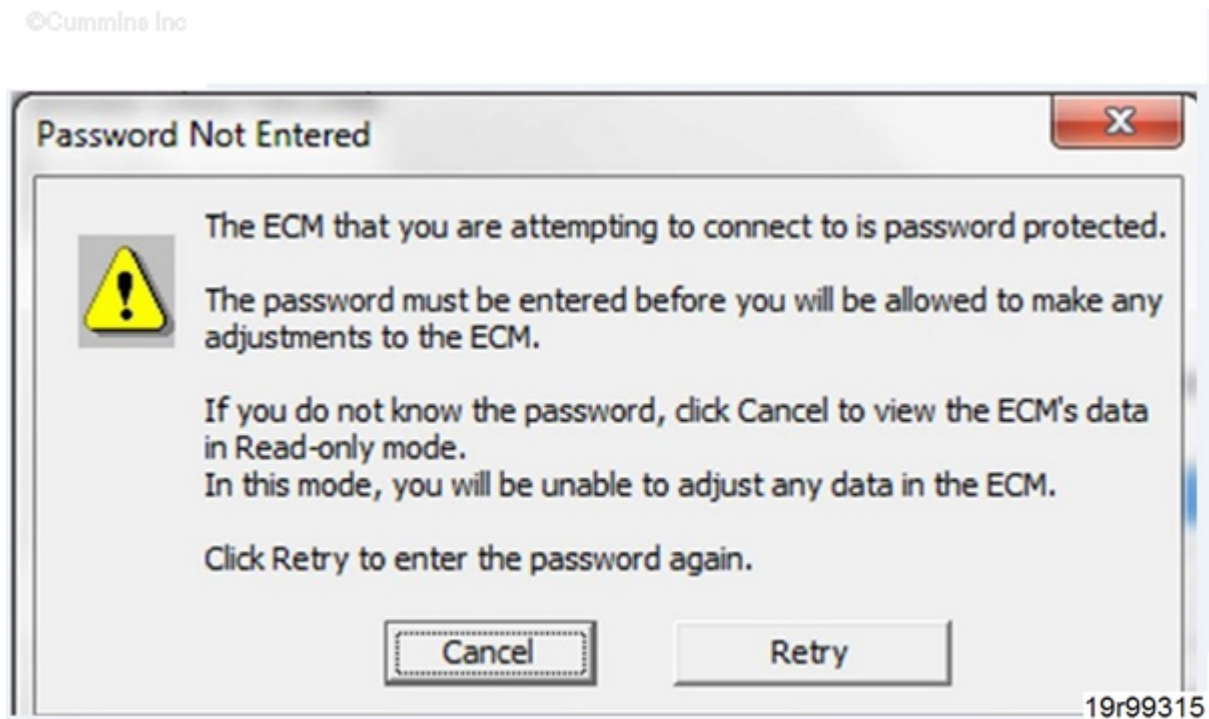 ©Cummins Inc
Password Not Entered
X
The ECM that you are attempting to connect to is password protected.
The password must be entered before you will be allowed to make any
adjustments to the ECM.
If you do not know the password, click Cancel to view the ECM's data
in Read-only mode.
In this mode, you will be unable to adjust any data in the ECM.
Click Retry to enter the password again.
Cancel
Retry
19r99315